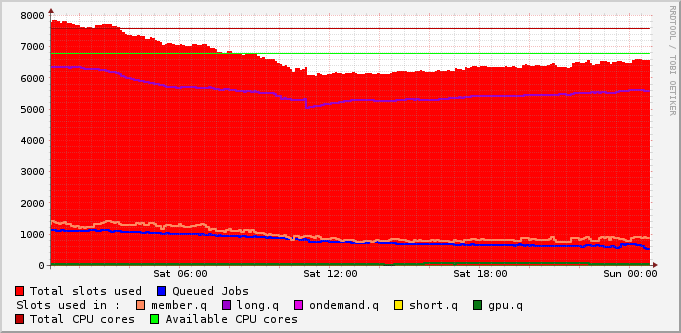 8000
7000
6000
5000
4000
3000
2000
1000
0
Sat 06:00 Sat 12:00 Sat 18:00 Sun 00:00
Total slots used Queued Jobs
Slots used in : member.q long.q ondemand.q short.q gpu.q
Total CPU cores Available CPU cores
RRDTOOL / TOBI OETIKER